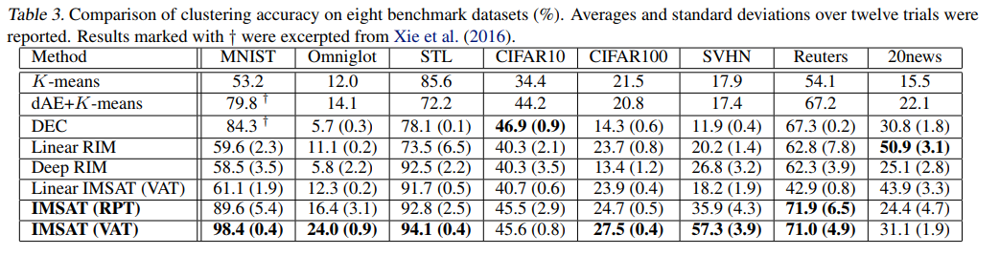 Table 3. Comparison of clustering accuracy on eight benchmark datasets (%). Averages and standard deviations over twelve trials were
reported. Results marked with † were excerpted from Xie et al. (2016).
Method MNIST Omniglot STL CIFAR10 CIFAR100 SVHN Reuters 20news
K-means 53.2 12.0 85.6 34.4 21.5 17.9 54.1 15.5
dAE+K-means 79.8 † 14.1 72.2 44.2 20.8 17.4 67.2 22.1
DEC 84.3 † 5.7 (0.3) 78.1 (0.1) 46.9 (0.9) 14.3 (0.6) 11.9 (0.4) 67.3 (0.2) 30.8 (1.8)
Linear RIM 59.6 (2.3) 11.1 (0.2) 73.5 (6.5) 40.3 (2.1) 23.7 (0.8) 20.2 (1.4) 62.8 (7.8) 50.9 (3.1)
Deep RIM 58.5 (3.5) 5.8 (2.2) 92.5 (2.2) 40.3 (3.5) 13.4 (1.2) 26.8 (3.2) 62.3 (3.9) 25.1 (2.8)
Linear IMSAT (VAT) 61.1 (1.9) 12.3 (0.2) 91.7 (0.5) 40.7 (0.6) 23.9 (0.4) 18.2 (1.9) 42.9 (0.8) 43.9 (3.3)
IMSAT (RPT) 89.6 (5.4) 16.4 (3.1) 92.8 (2.5) 45.5 (2.9) 24.7 (0.5) 35.9 (4.3) 71.9 (6.5) 24.4 (4.7)
IMSAT (VAT) 98.4 (0.4) 24.0 (0.9) 94.1 (0.4) 45.6 (0.8) 27.5 (0.4) 57.3 (3.9) 71.0 (4.9) 31.1 (1.9)